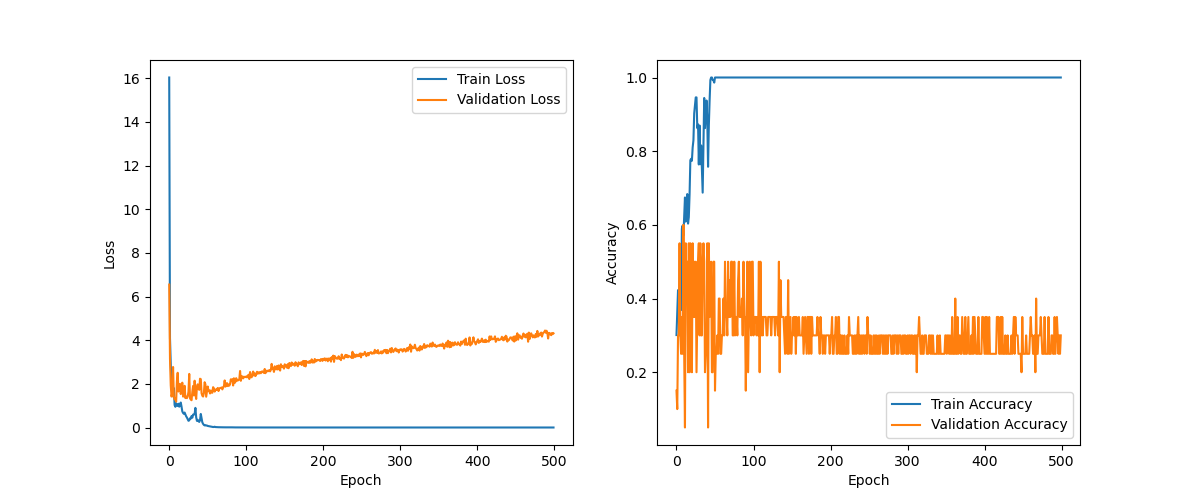 16
14
12
10
8
6
4
2
0
Loss
0 100 200 300 400 500
Epoch
Train Loss
Validation Loss
1.0
0.8
0.6
0.4
0.2
Accuracy
0 100 200 300 400 500
Epoch
Train Accuracy
Validation Accuracy